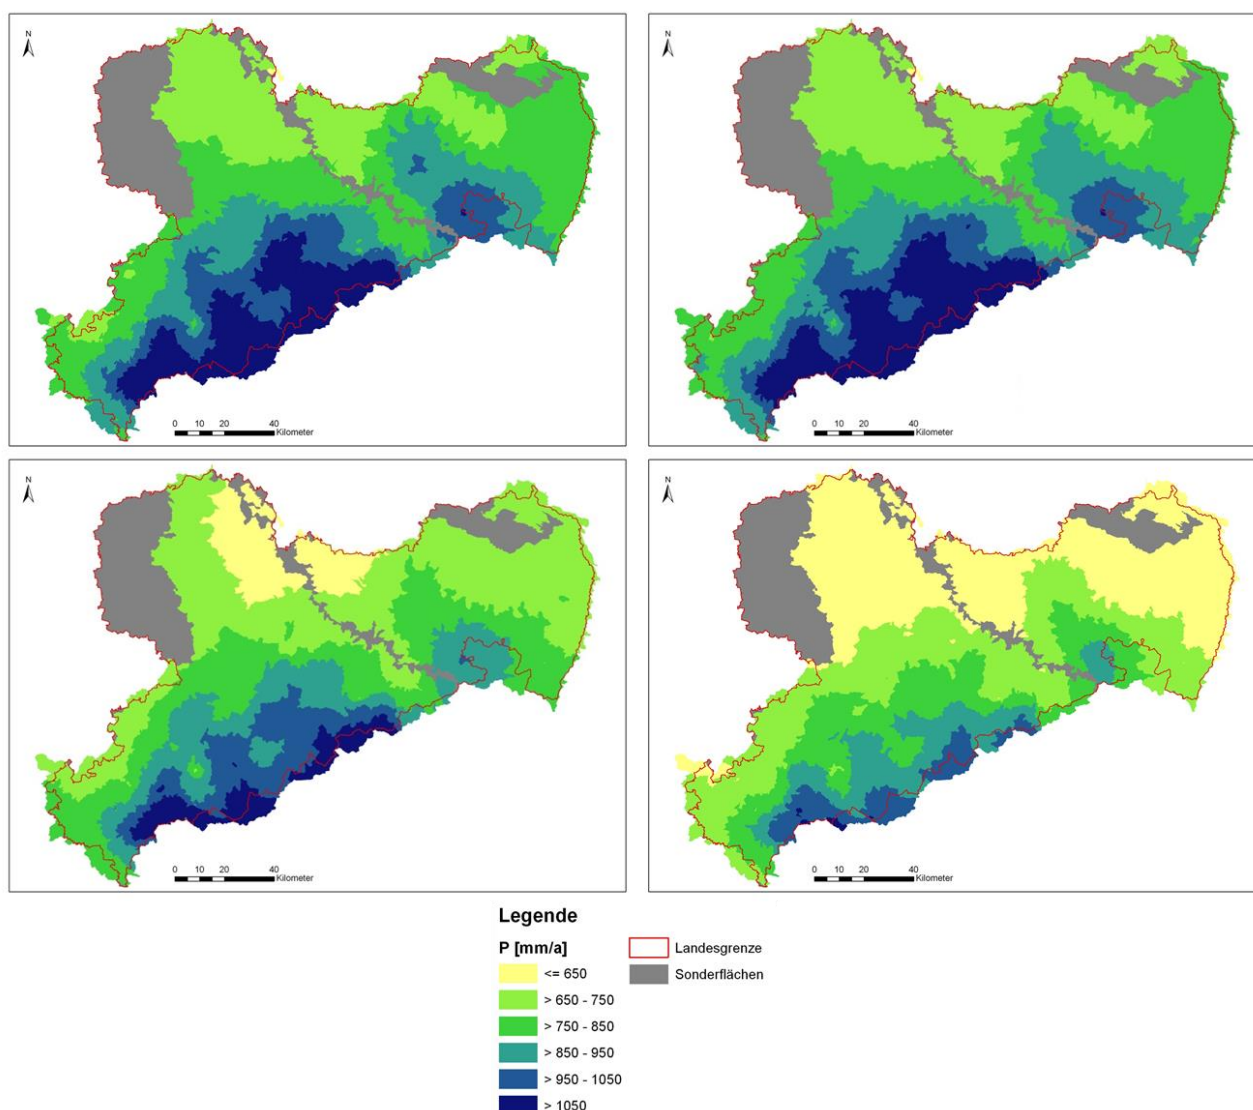 N
N
0 10 20 40
Kilometer
0 10 20 40
Kilometer
N
N
0 10 20 40
Kilometer
0 10 20 40
Kilometer
Legende
P [mm/a]
<= 650
> 650 - 750
> 750 - 850
> 850 - 950
> 950 - 1050
> 1050
Landesgrenze
Sonderflächen